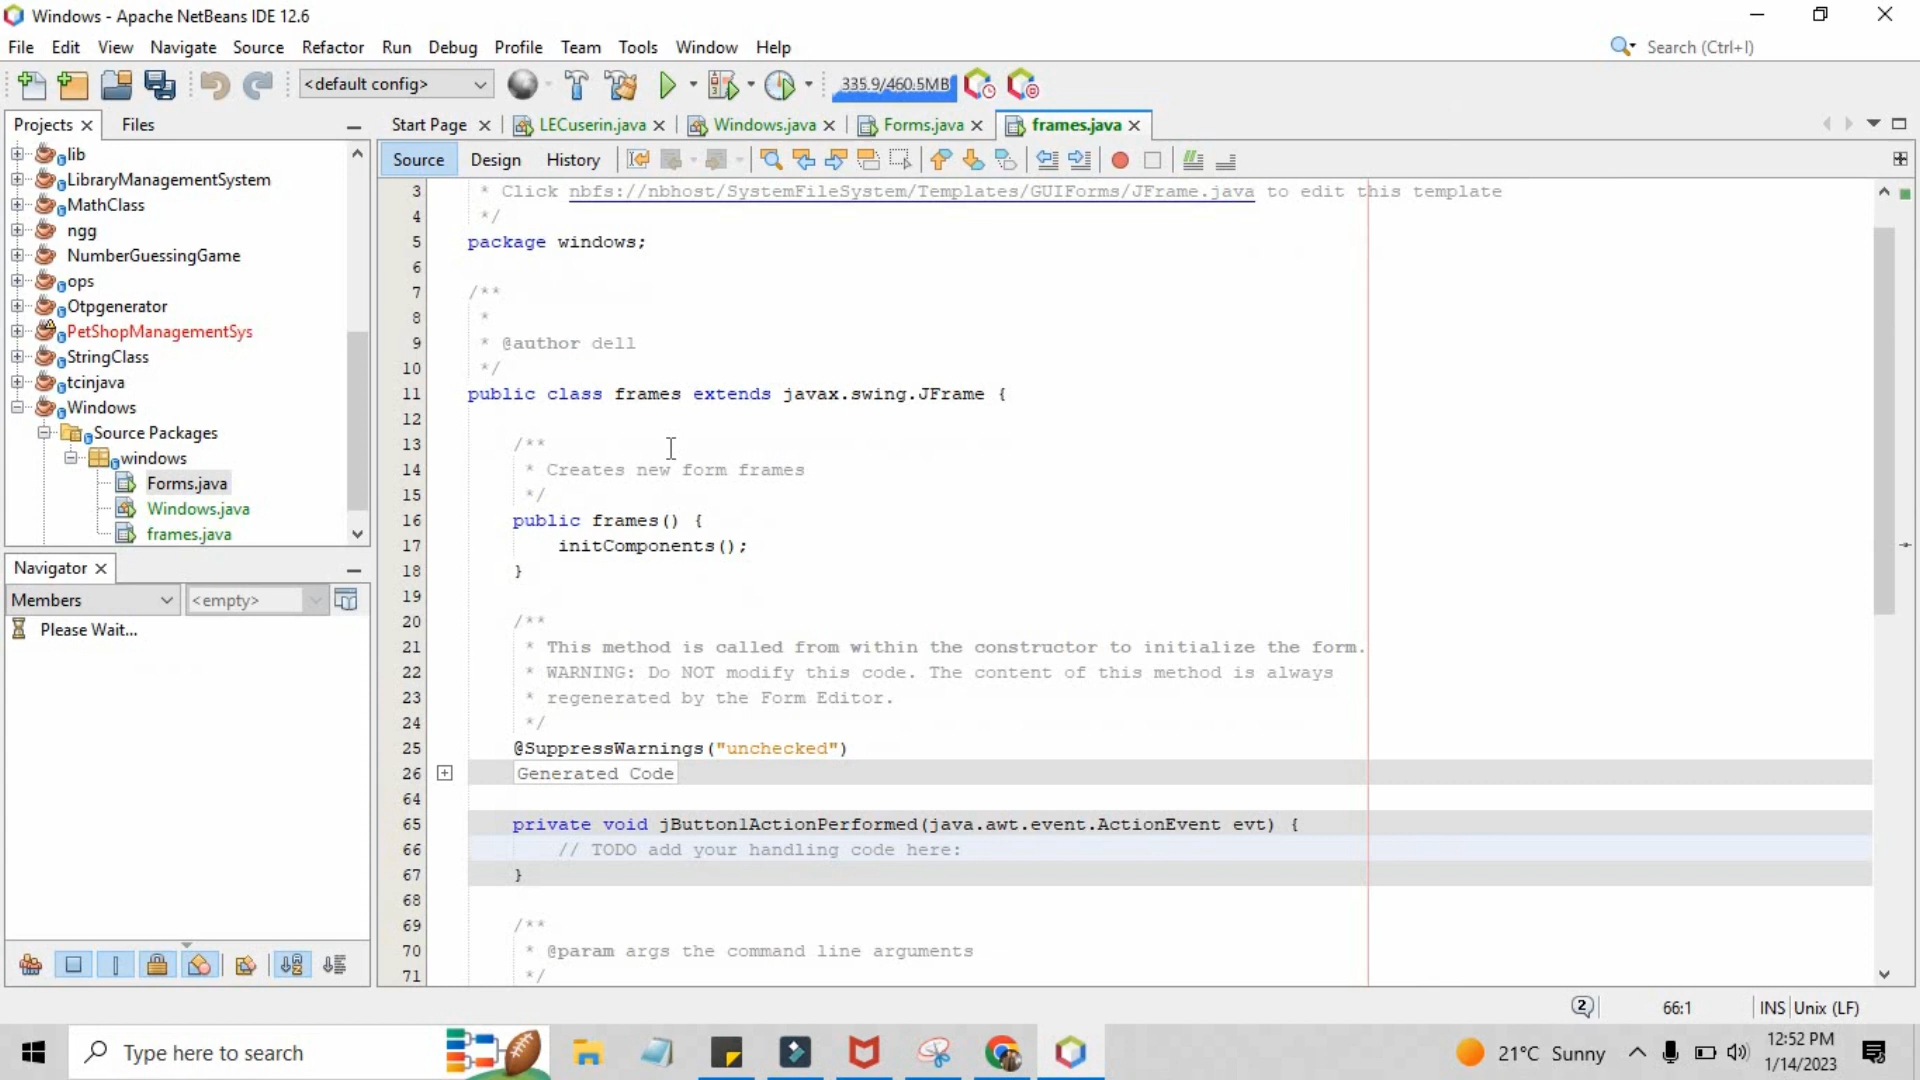 Windows - Apache NetBeans IDE 12.6
File Edit View Navigate Source Refactor Run Debug Profile Team Tools Window Help
Search (Ctrl+I)
<default config>
335.9/460.5MB
Projects Files
Start Page LECuserin.java Windows.java Forms.java frames.java
Source Design History
lib
LibraryManagementSystem
MathClass
ngg
NumberGuessingGame
ops
Otpgenerator
PetShopManagementSys
StringClass
tcinjava
Windows
Source Packages
windows
Forms.java
Windows.java
frames.java
Navigator
Members <empty>
Please Wait...
3 * Click nbfs://nbhost/SystemFileSystem/Templates/GUIForms/JFrame.java to edit this template
4 */
5 package windows;
6
7 /**
8 *
9 * @author dell
10 */
11 public class frames extends javax.swing.JFrame {
12
13 /**
14 * Creates new form frames
15 */
16 public frames() {
17 initComponents();
18 }
19
20 /**
21 * This method is called from within the constructor to initialize the form.
22 * WARNING: Do NOT modify this code. The content of this method is always
23 * regenerated by the Form Editor.
24 */
25 @SuppressWarnings("unchecked")
26 Generated Code
64
65 private void jButton1ActionPerformed(java.awt.event.ActionEvent evt) {
66 // TODO add your handling code here:
67 }
68
69 /**
70 * @param args the command line arguments
71 */
2 66:1 INS Unix (LF)
Type here to search
21°C Sunny
12:52 PM
1/14/2023